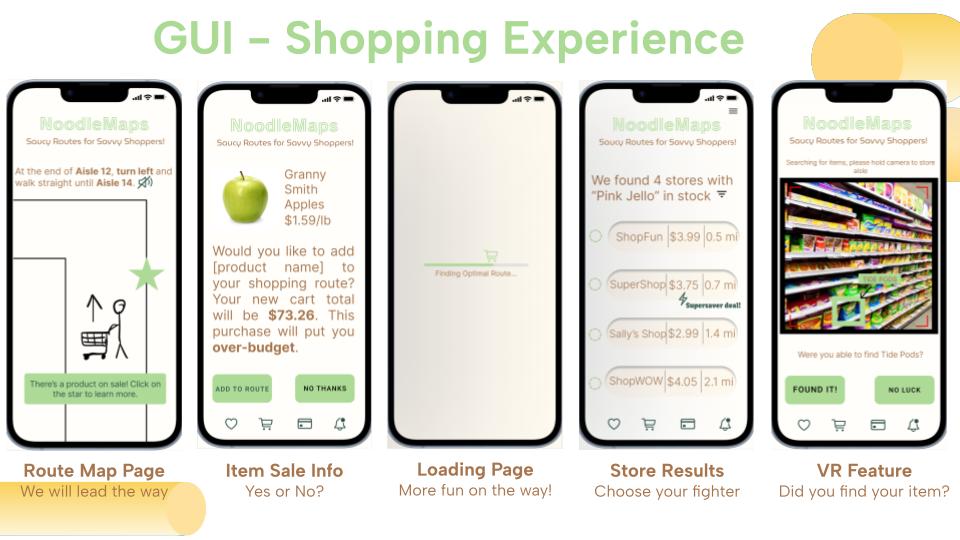 GUI - Shopping Experience
NoodleMaps
Saucy Routes for Savvy Shoppers!
At the end of Aisle 12, turn left and
walk straight until Aisle 14.
There's a product on sale! Click on
the star to learn more.
Route Map Page
We will lead the way
NoodleMaps
Saucy Routes for Savvy Shoppers!
Granny
Smith
Apples
$1.59/lb
Would you like to add
[product name] to
your shopping route?
Your new cart total
will be $73.26. This
purchase will put you
over-budget.
ADD TO ROUTE
NO THANKS
Item Sale Info
Yes or No?
Finding Optimal Route...
Loading Page
More fun on the way!
NoodleMaps
Saucy Routes for Savvy Shoppers!
We found 4 stores with
"Pink Jello" in stock
ShopFun $3.99 0.5 mi
SuperShop $3.75 0.7 mi
Supersaver deal!
Sally's Shop $2.99 1.4 mi
ShopWOW $4.05 2.1 mi
Store Results
Choose your fighter
NoodleMaps
Saucy Routes for Savvy Shoppers!
Searching for items, please hold camera to store
aisle
Were you able to find Tide Pods?
FOUND IT!
NO LUCK
VR Feature
Did you find your item?